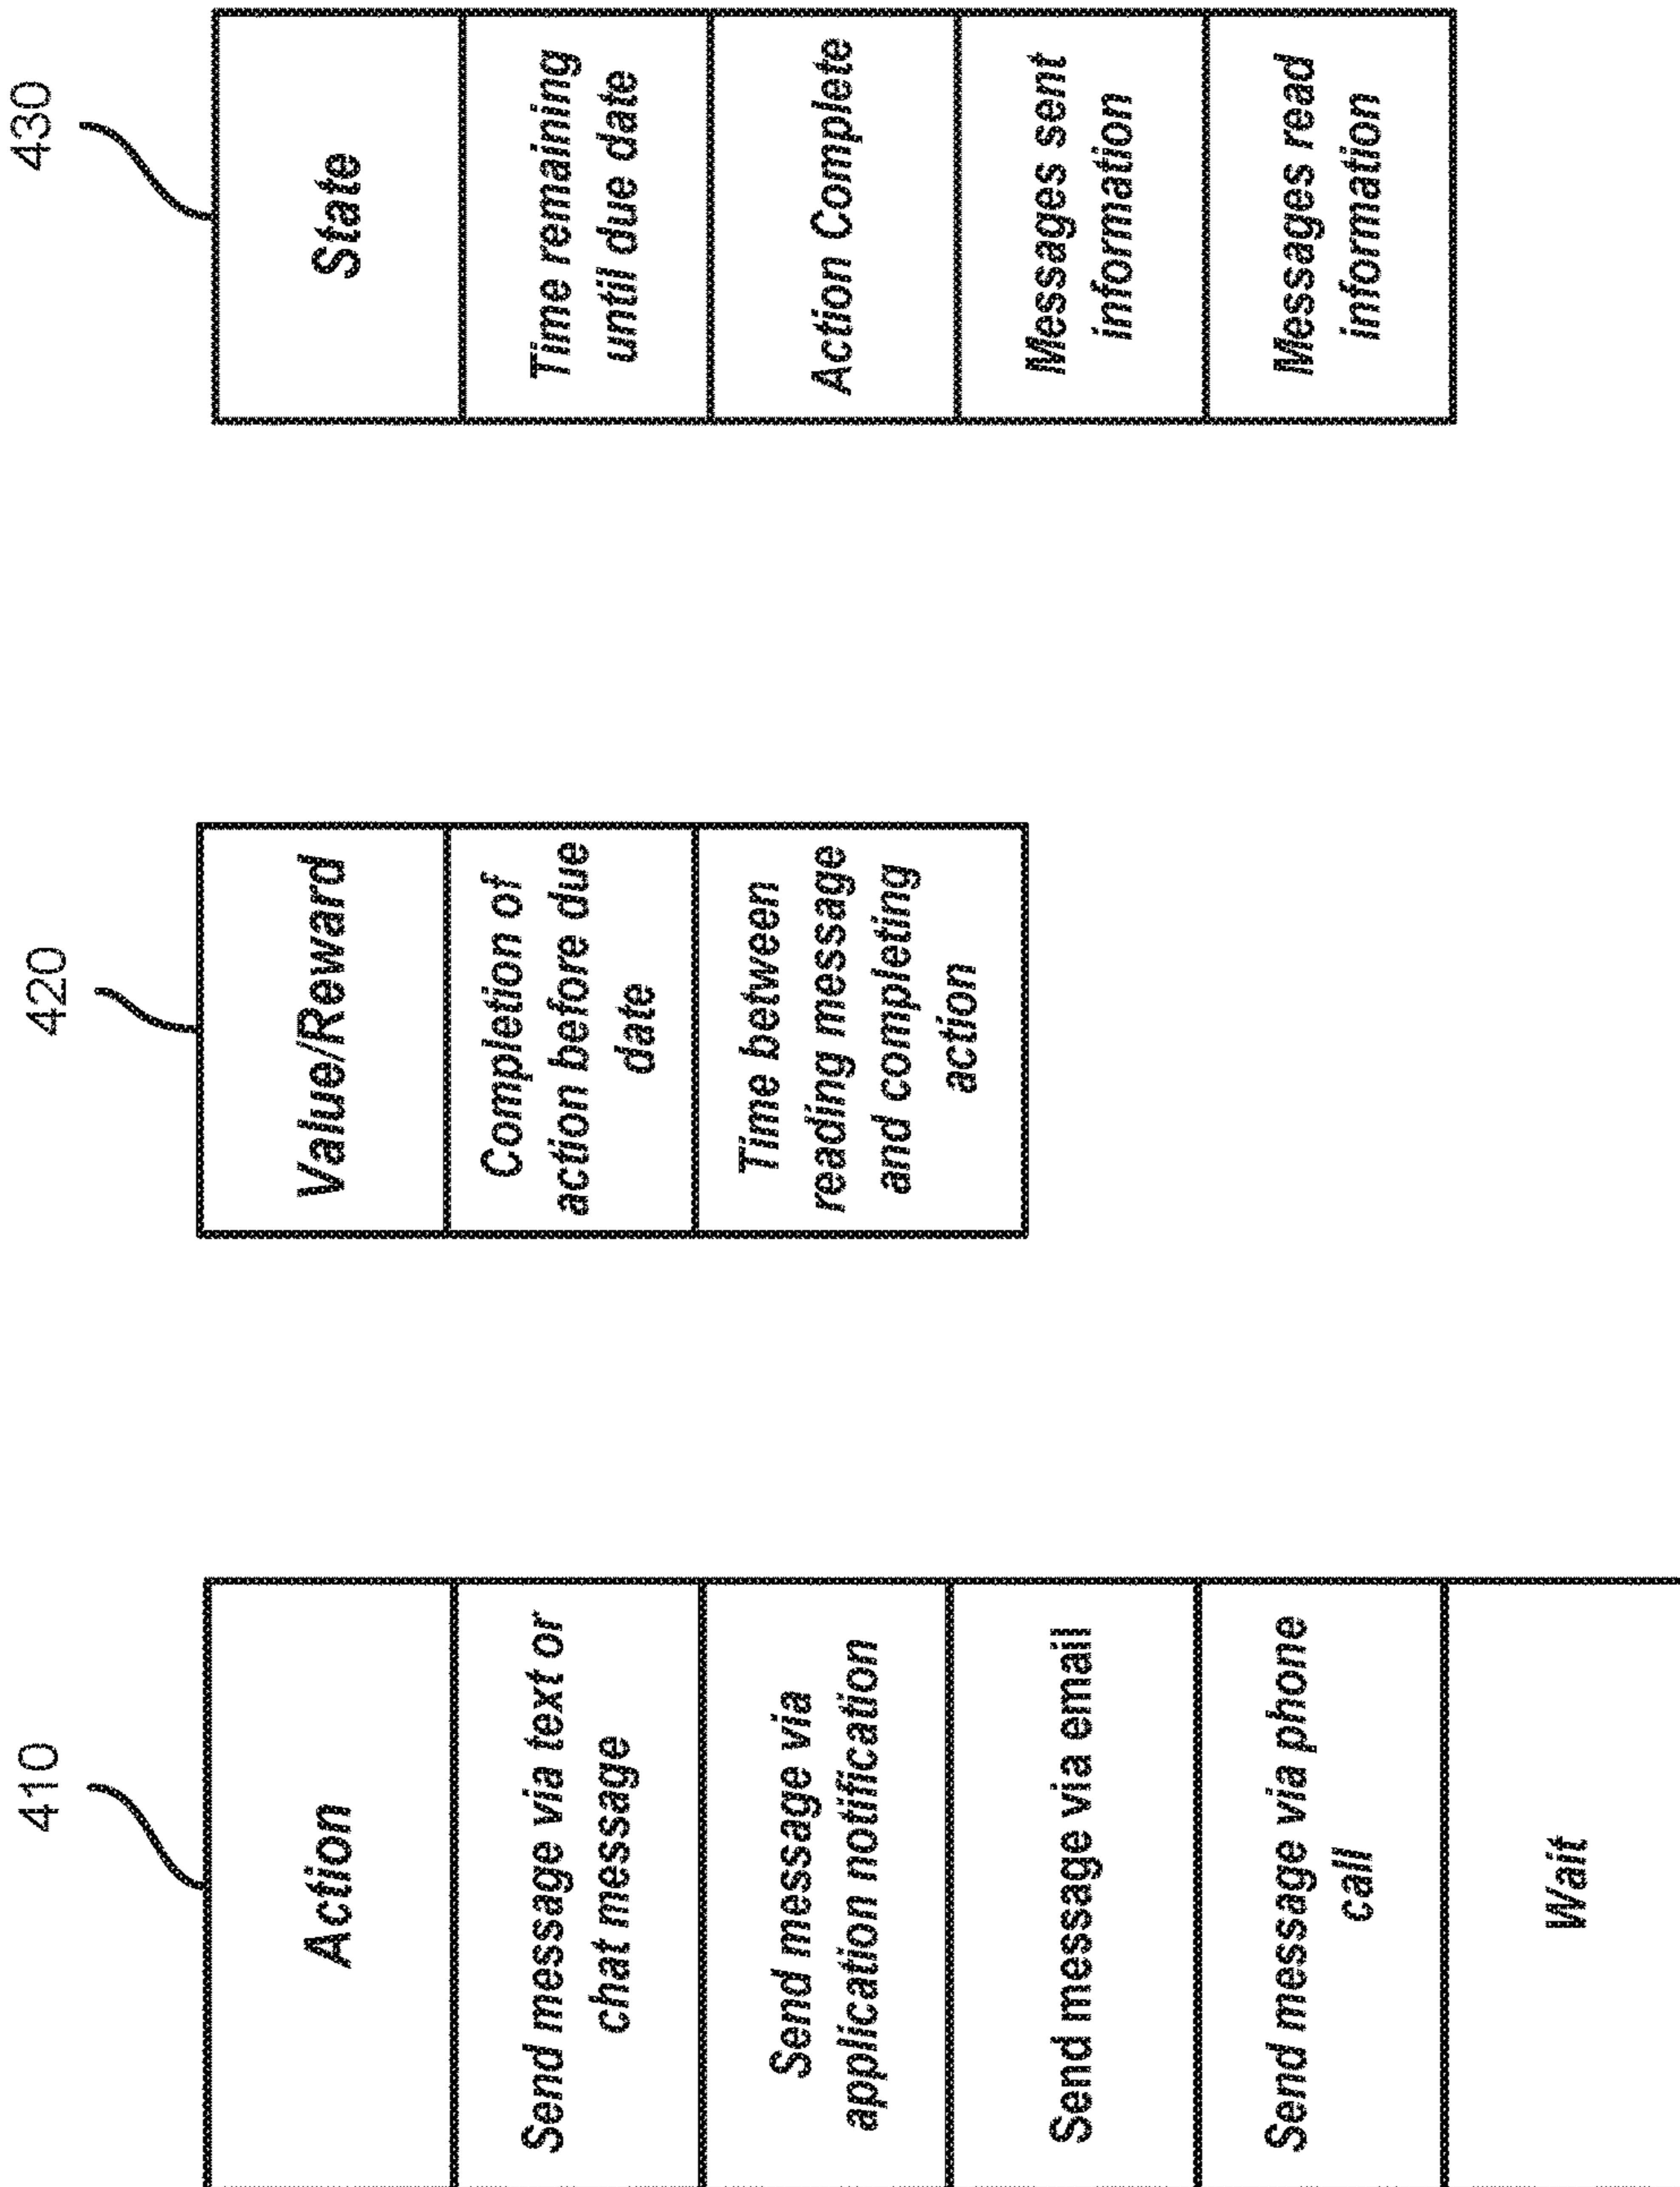 410
Action
Send message via text or
chat message
Send message via
application notification
Send message via email
Send message via phone
call
Wait
420
Value/Reward
Completion of
action before due
date
Time between
reading message
and completing
action
430
State
Time remaining
until due date
Action Complete
Messages sent
information
Messages read
information